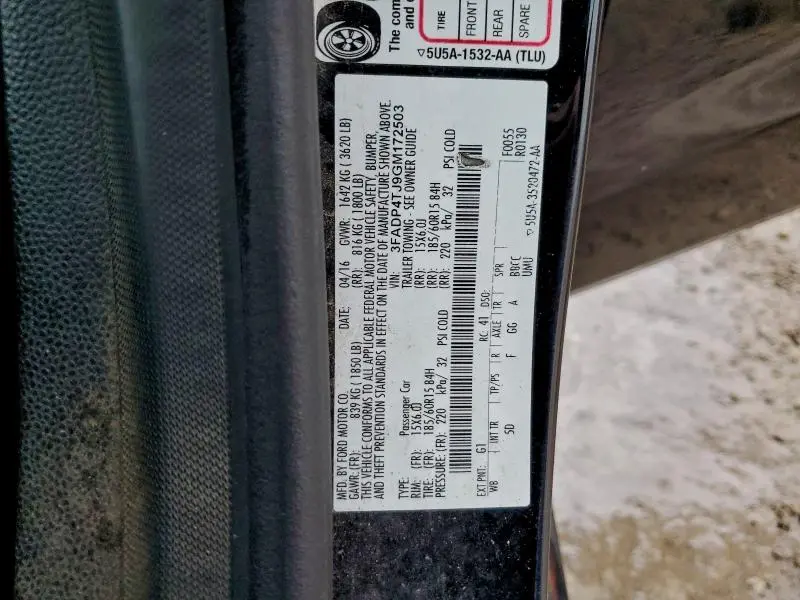 The com
and c
TIRE
FRONT
REAR
SPARE
▽5U5A-1532-AA (TLU)
MFD. BY FORD MOTOR CO.
DATE: 04/16 GVWR: 1642 KG ( 3620 LB)
GAWR: (FR): 839 KG ( 1850 LB) (RR): 816 KG ( 1800 LB)
THIS VEHICLE CONFORMS TO ALL APPLICABLE FEDERAL MOTOR VEHICLE SAFETY, BUMPER,
AND THEFT PREVENTION STANDARDS IN EFFECT ON THE DATE OF MANUFACTURE SHOWN ABOVE.
VIN: 3FADP4TJ9GM172503
TYPE: Passenger Car TRAILER TOWING - SEE OWNER GUIDE
RIM: (FR): 15X6.0J (RR): 15X6.0J
TIRE: (FR): 185/60R15 84H (RR): 185/60R15 84H
PRESSURE: (FR): 220 kPa/ 32 PSI COLD (RR): 220 kPa/ 32 PSI COLD
EXT PNT: G1 RC: 41 DSO: F0055
R0130
WB INT TR TP/PS R AXLE TR SPR
5D F GG A BBCC
UMU
▽5U5A-3520472-AA